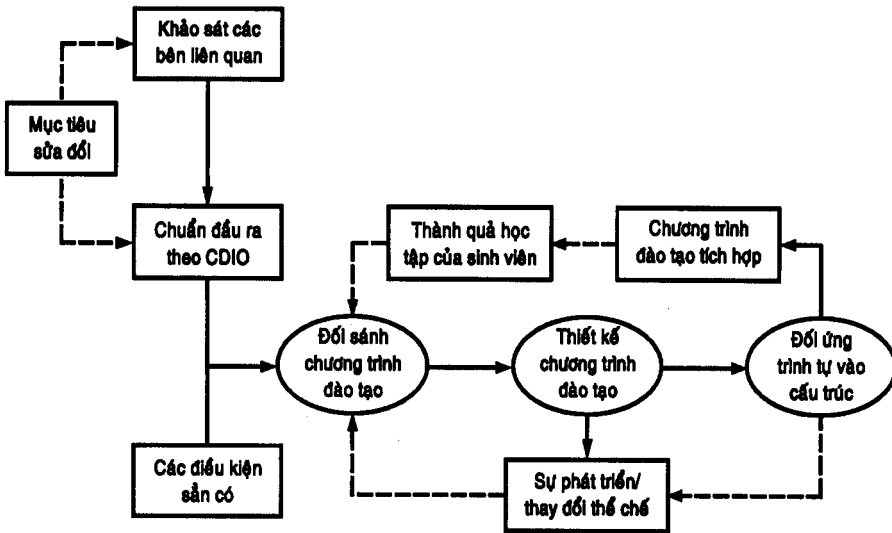 Khảo sát các
bên liên quan
Mục tiêu
sửa đổi
Chuẩn đầu ra
theo CDIO
Thành quả học
tập của sinh viên
Chương trình
đào tạo tích hợp
Đối sánh
chương trình
đào tạo
Thiết kế
chương trình
đào tạo
Đối ứng
trình tự vào
cấu trúc
Các điều kiện
sẵn có
Sự phát triển/
thay đổi thể chế